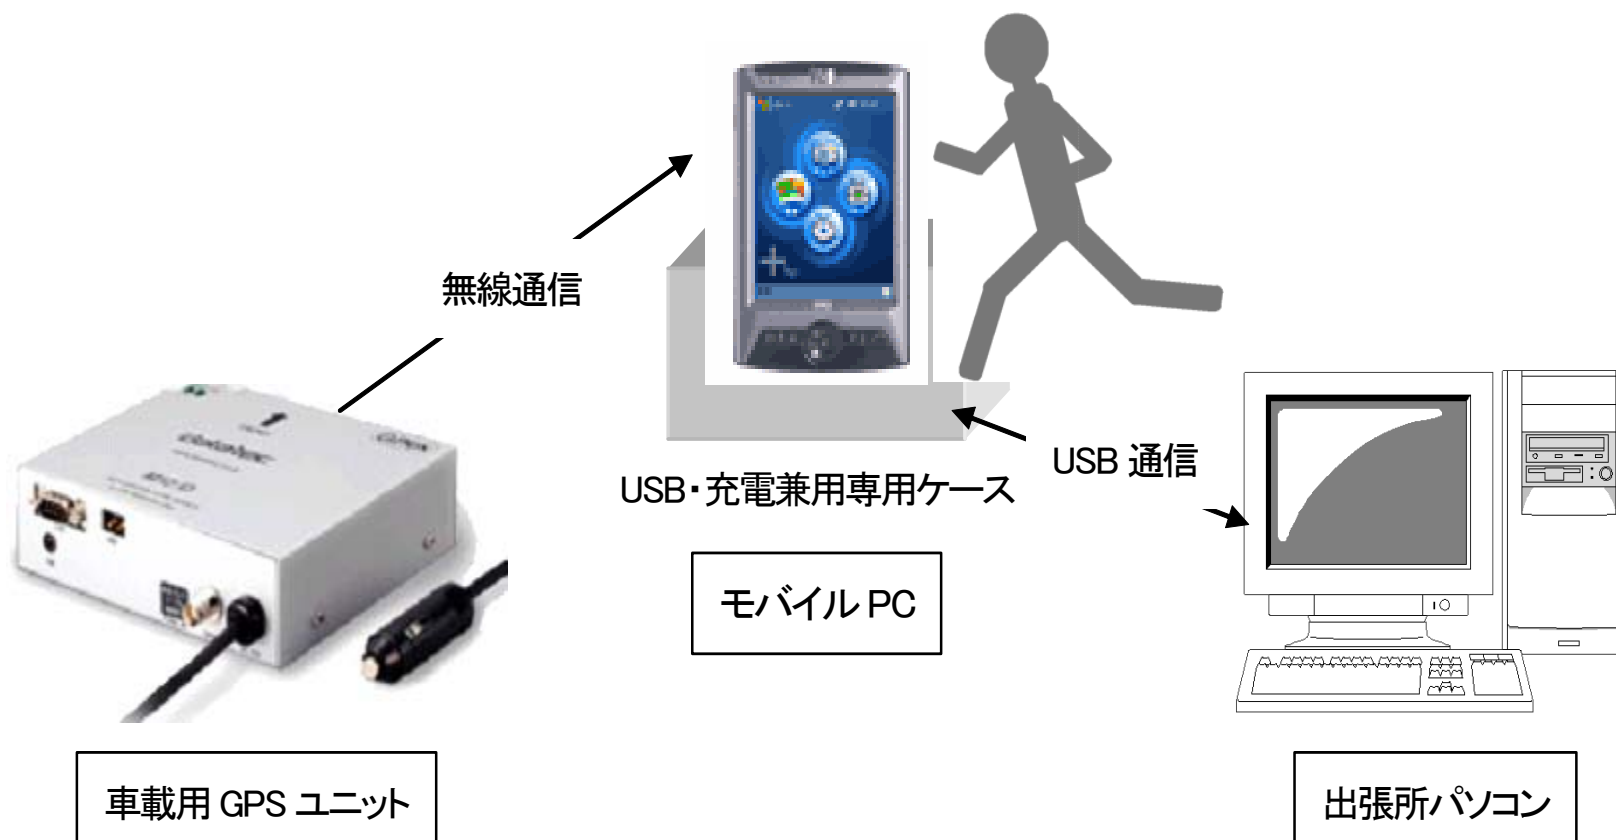 無線通信
USB・充電兼用専用ケース
USB 通信
モバイル PC
車載用 GPS ユニット
出張所パソコン